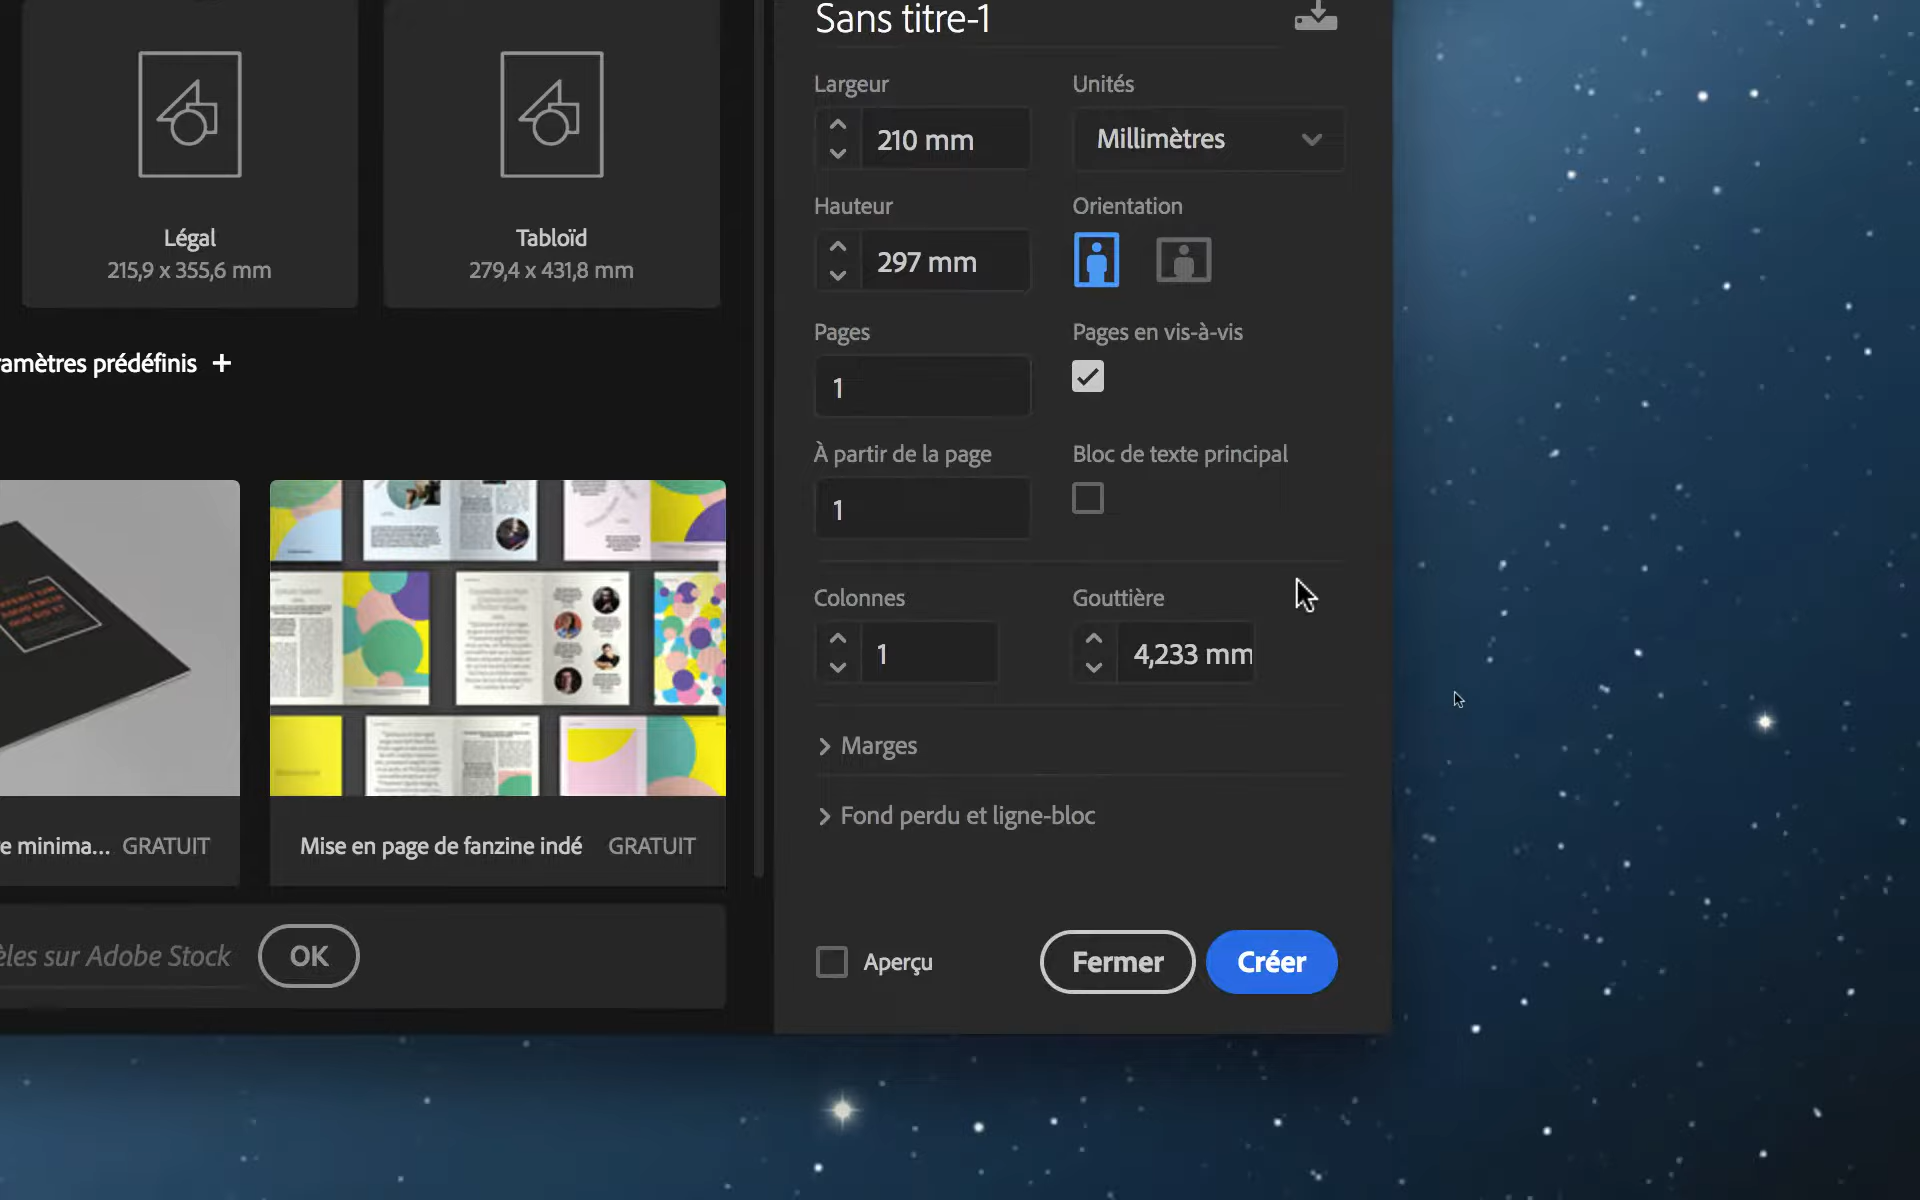 Sans titre-1
Légal
215,9 x 355,6 mm
Tabloïd
279,4 x 431,8 mm
amètres prédéfinis +
e minima... GRATUIT
Mise en page de fanzine indé GRATUIT
èles sur Adobe Stock
OK
Largeur
210 mm
Unités
Millimètres
Hauteur
297 mm
Orientation
Pages
1
Pages en vis-à-vis
À partir de la page
1
Bloc de texte principal
Colonnes
1
Gouttière
4,233 mm
Marges
Fond perdu et ligne-bloc
Aperçu
Fermer
Créer